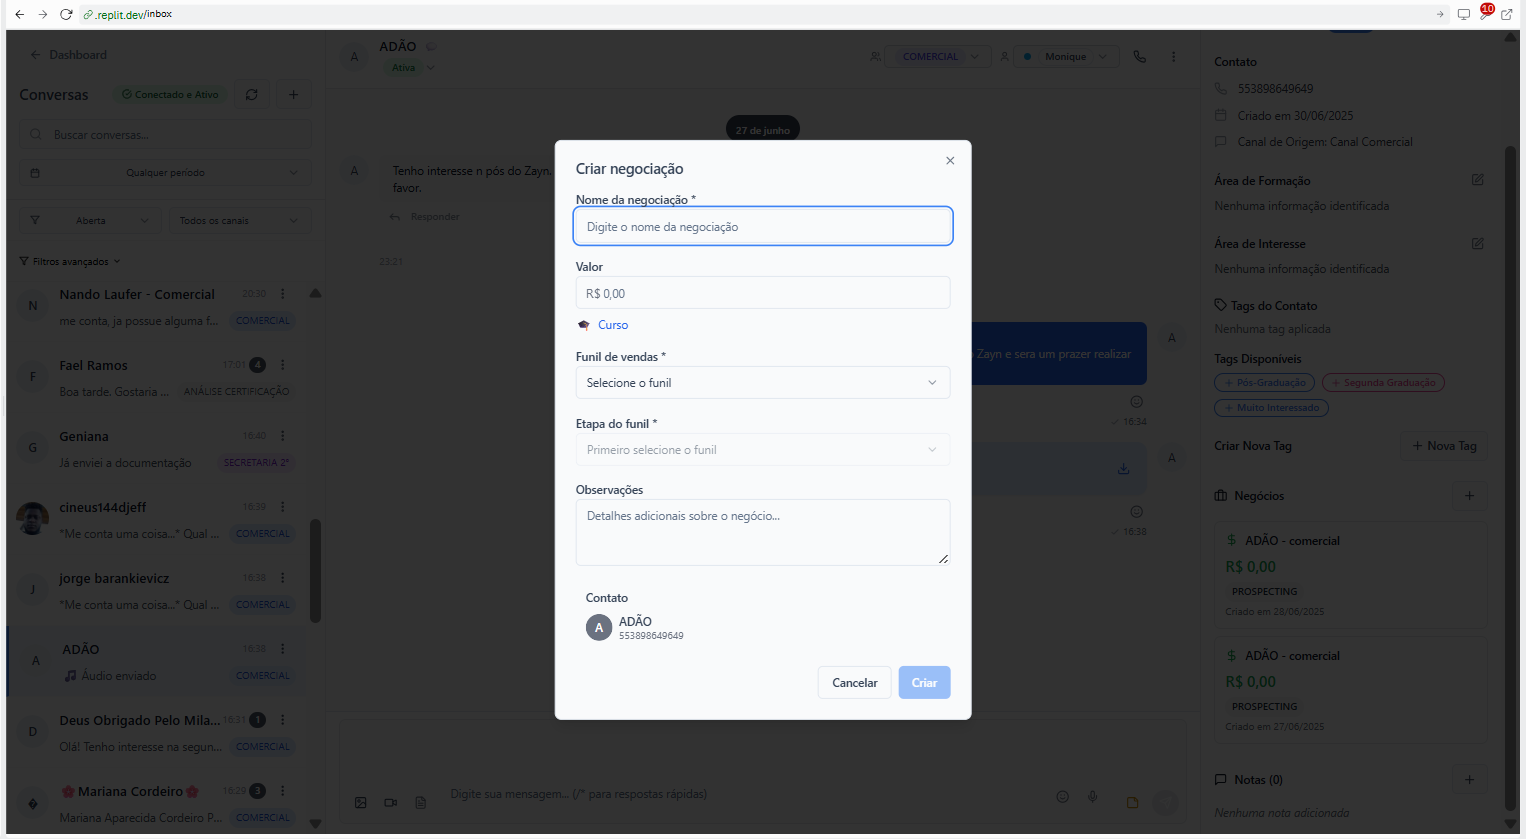 .replit.dev/inbox
10
Dashboard
Conversas
Conectado e Ativo
Buscar conversas...
Qualquer período
Aberta
Todos os canais
Filtros avançados
N
Nando Laufer - Comercial
20:30
me conta, ja possue alguma f...
COMERCIAL
F
Fael Ramos
17:01
4
Boa tarde, Gostaria ...
ANÁLISE CERTIFICAÇÃO
G
Geniana
16:40
Já enviei a documentação
SECRETARIA 2ª
cineus144djeff
16:39
*Me conta uma coisa...* Qual ...
COMERCIAL
J
jorge barankievicz
16:38
*Me conta uma coisa...* Qual ...
COMERCIAL
A
ADÃO
16:38
Áudio enviado
COMERCIAL
D
Deus Obrigado Pelo Mila...
16:31
1
Olá! Tenho interesse na segun...
COMERCIAL
Mariana Cordeiro
16:29
3
Mariana Aparecida Cordeiro P...
COMERCIAL
A
ADÃO
Ativa
COMERCIAL
Monique
27 de junho
A
Tenho interesse n pós do Zayn.
favor.
Responder
23:21
Zayn e sera um prazer realizar
A
16:34
A
16:38
Digite sua mensagem... (/* para respostas rápidas)
Criar negociação
Nome da negociação *
Digite o nome da negociação
Valor
R$ 0,00
Curso
Funil de vendas *
Selecione o funil
Etapa do funil *
Primeiro selecione o funil
Observações
Detalhes adicionais sobre o negócio...
Contato
A
ADÃO
553898649649
Cancelar
Criar
Contato
553898649649
Criado em 30/06/2025
Canal de Origem: Canal Comercial
Área de Formação
Nenhuma informação identificada
Área de Interesse
Nenhuma informação identificada
Tags do Contato
Nenhuma tag aplicada
Tags Disponíveis
+ Pós-Graduação
+ Segunda Graduação
+ Muito Interessado
Criar Nova Tag
+ Nova Tag
Negócios
+
$ ADÃO - comercial
R$ 0,00
PROSPECTING
Criado em 28/06/2025
$ ADÃO - comercial
R$ 0,00
PROSPECTING
Criado em 27/06/2025
Notas (0)
+
Nenhuma nota adicionada